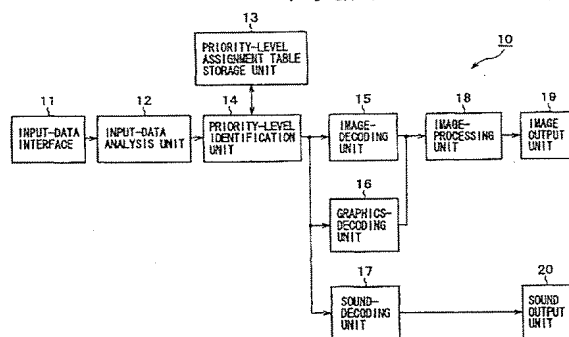 13
PRIORITY-LEVEL
ASSIGNMENT TABLE
STORAGE UNIT
10
11
INPUT-DATA
INTERFACE
12
INPUT-DATA
ANALYSIS UNIT
14
PRIORITY-LEVEL
IDENTIFICATION
UNIT
15
IMAGE-
DECODING
UNIT
18
IMAGE-
PROCESSING
UNIT
19
IMAGE
OUTPUT
UNIT
16
GRAPHICS-
DECODING
UNIT
17
SOUND-
DECODING
UNIT
20
SOUND
OUTPUT
UNIT